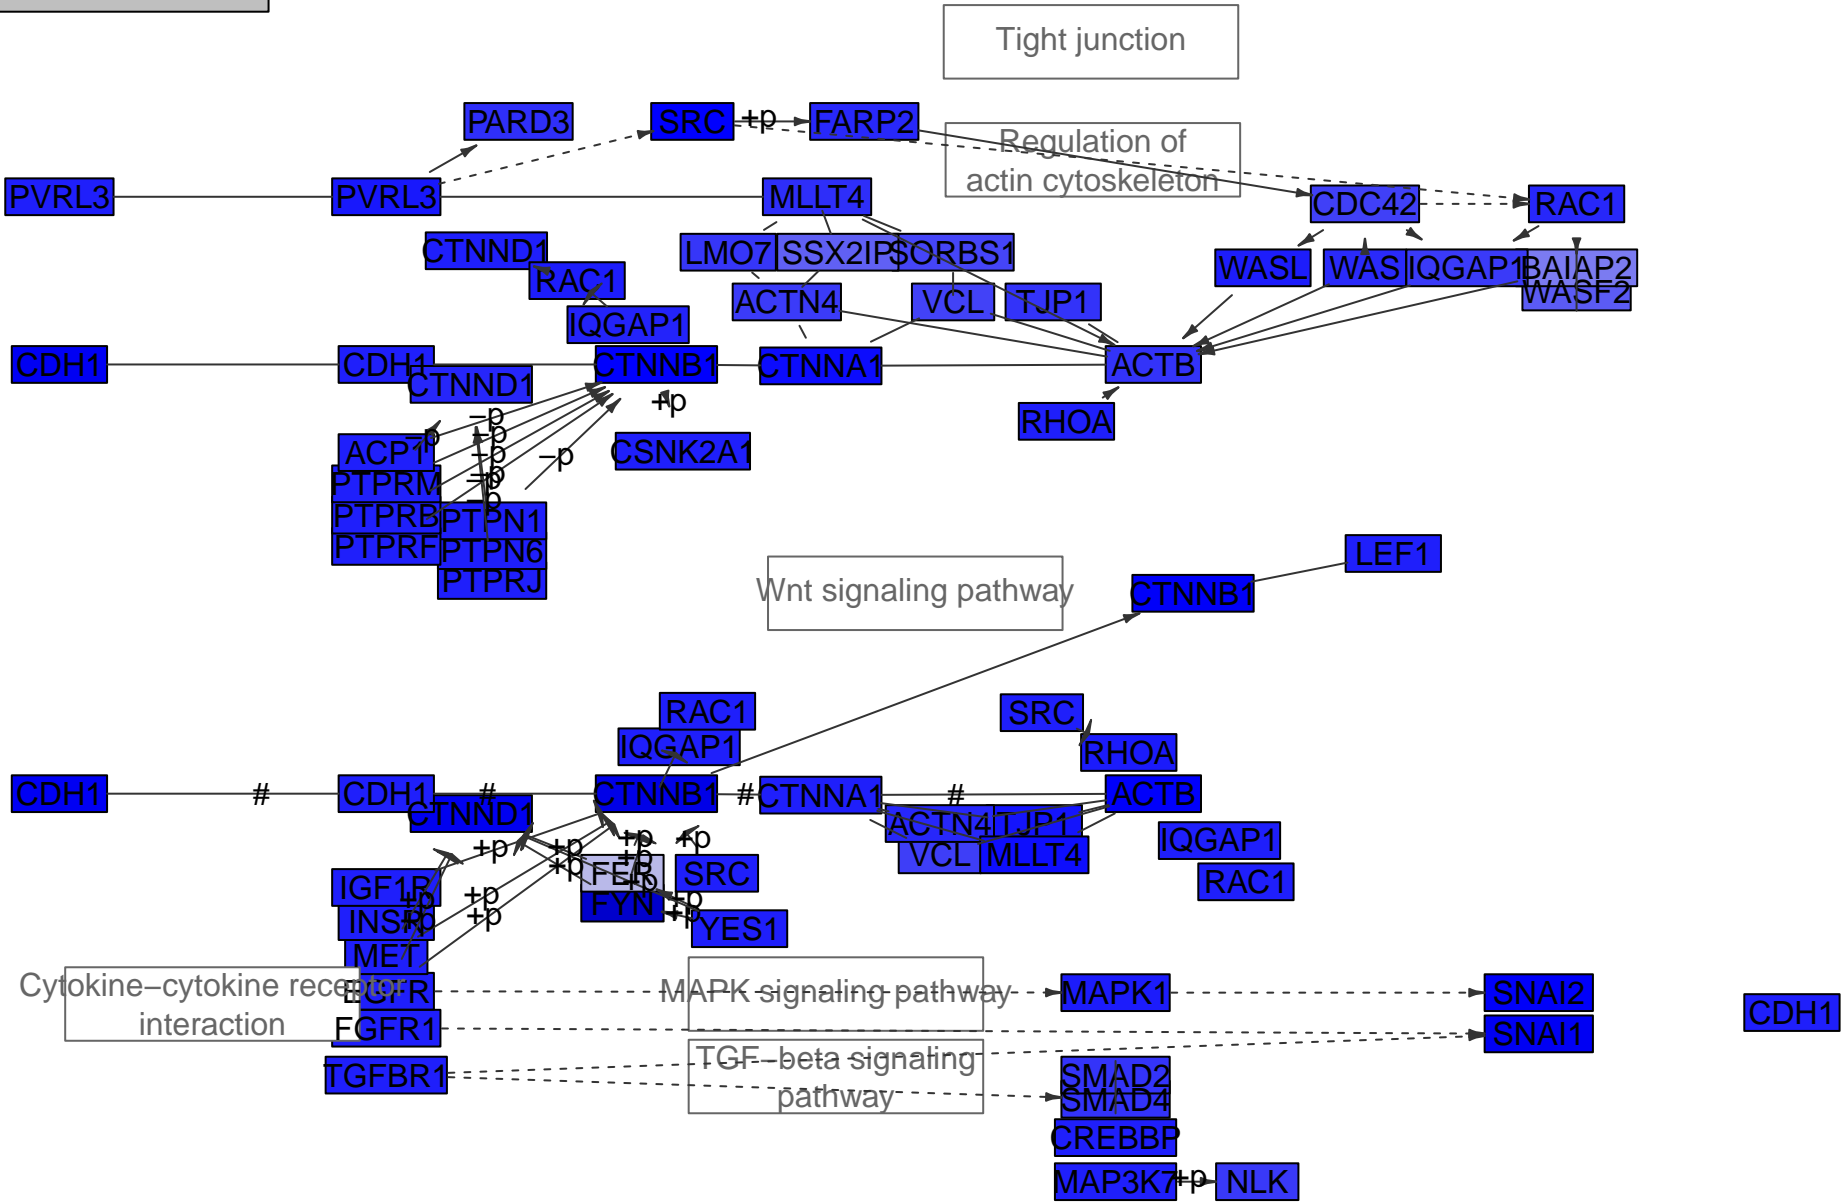 Tight junction
PARD3
SRC
+p
FARP2
Regulation of
actin cytoskeleton
PVRL3
PVRL3
MLLT4
CDC42
RAC1
CTNND1
RAC1
IQGAP1
LMO7
SSX2IP
SORBS1
ACTN4
VCL
TJP1
WASL
WAS
IQGAP1
BAIAP2
WASF2
CDH1
CDH1
CTNND1
CTNNB1
CTNNA1
ACTB
+p
RHOA
–p
–p
–p
–p
–p
–p
–p
–p
ACP1
PTPRM
PTPRB
PTPRF
PTPN1
PTPN6
PTPRJ
CSNK2A1
LEF1
Wnt signaling pathway
CTNNB1
RAC1
IQGAP1
SRC
RHOA
CDH1
#
CDH1
#
CTNND1
CTNNB1
#
CTNNA1
#
ACTB
ACTN4
TJP1
VCL
MLLT4
IQGAP1
RAC1
+p
+p
+p
+p
+p
+p
+p
+p
+p
+p
+p
+p
+p
FER
SRC
FYN
YES1
IGF1R
INSR
MET
EGFR
FGFR1
TGFBR1
Cytokine–cytokine receptor
interaction
MAPK signaling pathway
MAPK1
SNAI2
SNAI1
CDH1
TGF–beta signaling
pathway
SMAD2
SMAD4
CREBBP
MAP3K7
+p
NLK